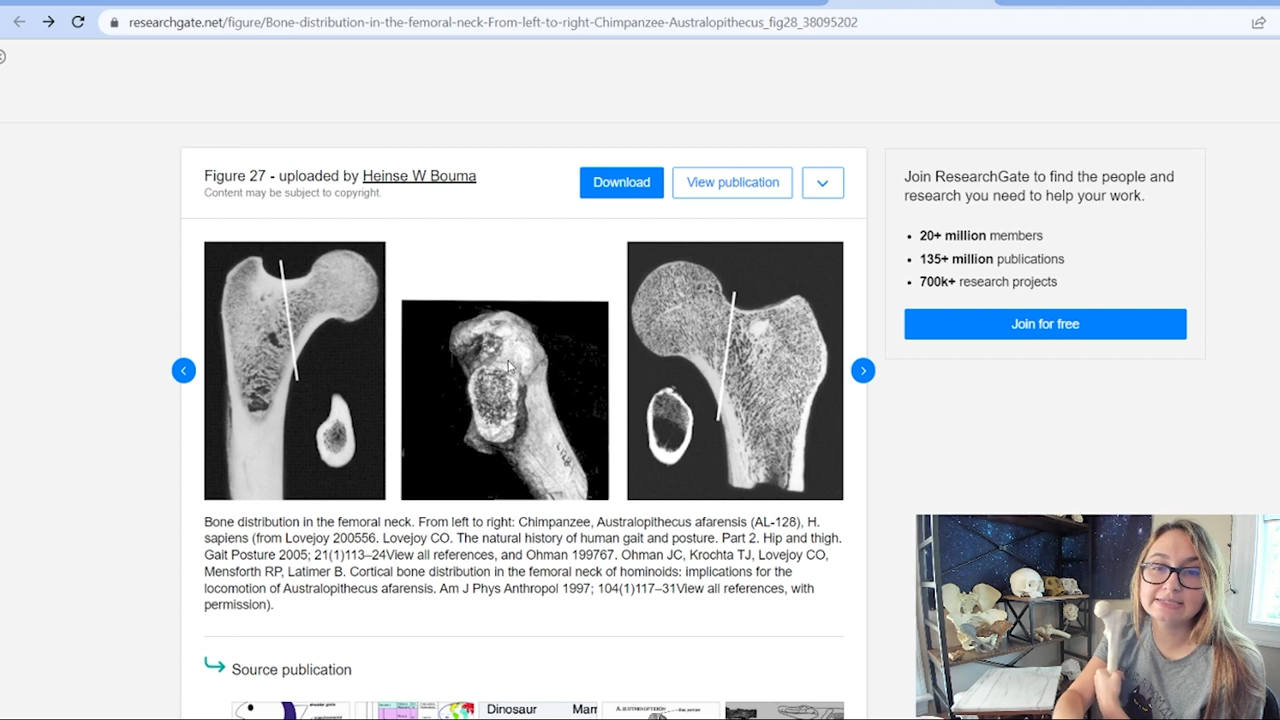 researchgate.net/figure/Bone-distribution-in-the-femoral-neck-From-left-to-right-Chimpanzee-Australopithecus_fig28_38095202
Figure 27 - uploaded by Heinse W Bouma
Content may be subject to copyright.
Download
View publication
Bone distribution in the femoral neck. From left to right: Chimpanzee, Australopithecus afarensis (AL-128), H.
sapiens (from Lovejoy 200556. Lovejoy CO. The natural history of human gait and posture. Part 2. Hip and thigh.
Gait Posture 2005; 21(1)113–24View all references, and Ohman 199767. Ohman JC, Krochta TJ, Lovejoy CO,
Mensforth RP, Latimer B. Cortical bone distribution in the femoral neck of hominoids: implications for the
locomotion of Australopithecus afarensis. Am J Phys Anthropol 1997; 104(1)117–31View all references, with
permission).
Source publication
Dinosaur
Join ResearchGate to find the people and
research you need to help your work.
• 20+ million members
• 135+ million publications
• 700k+ research projects
Join for free